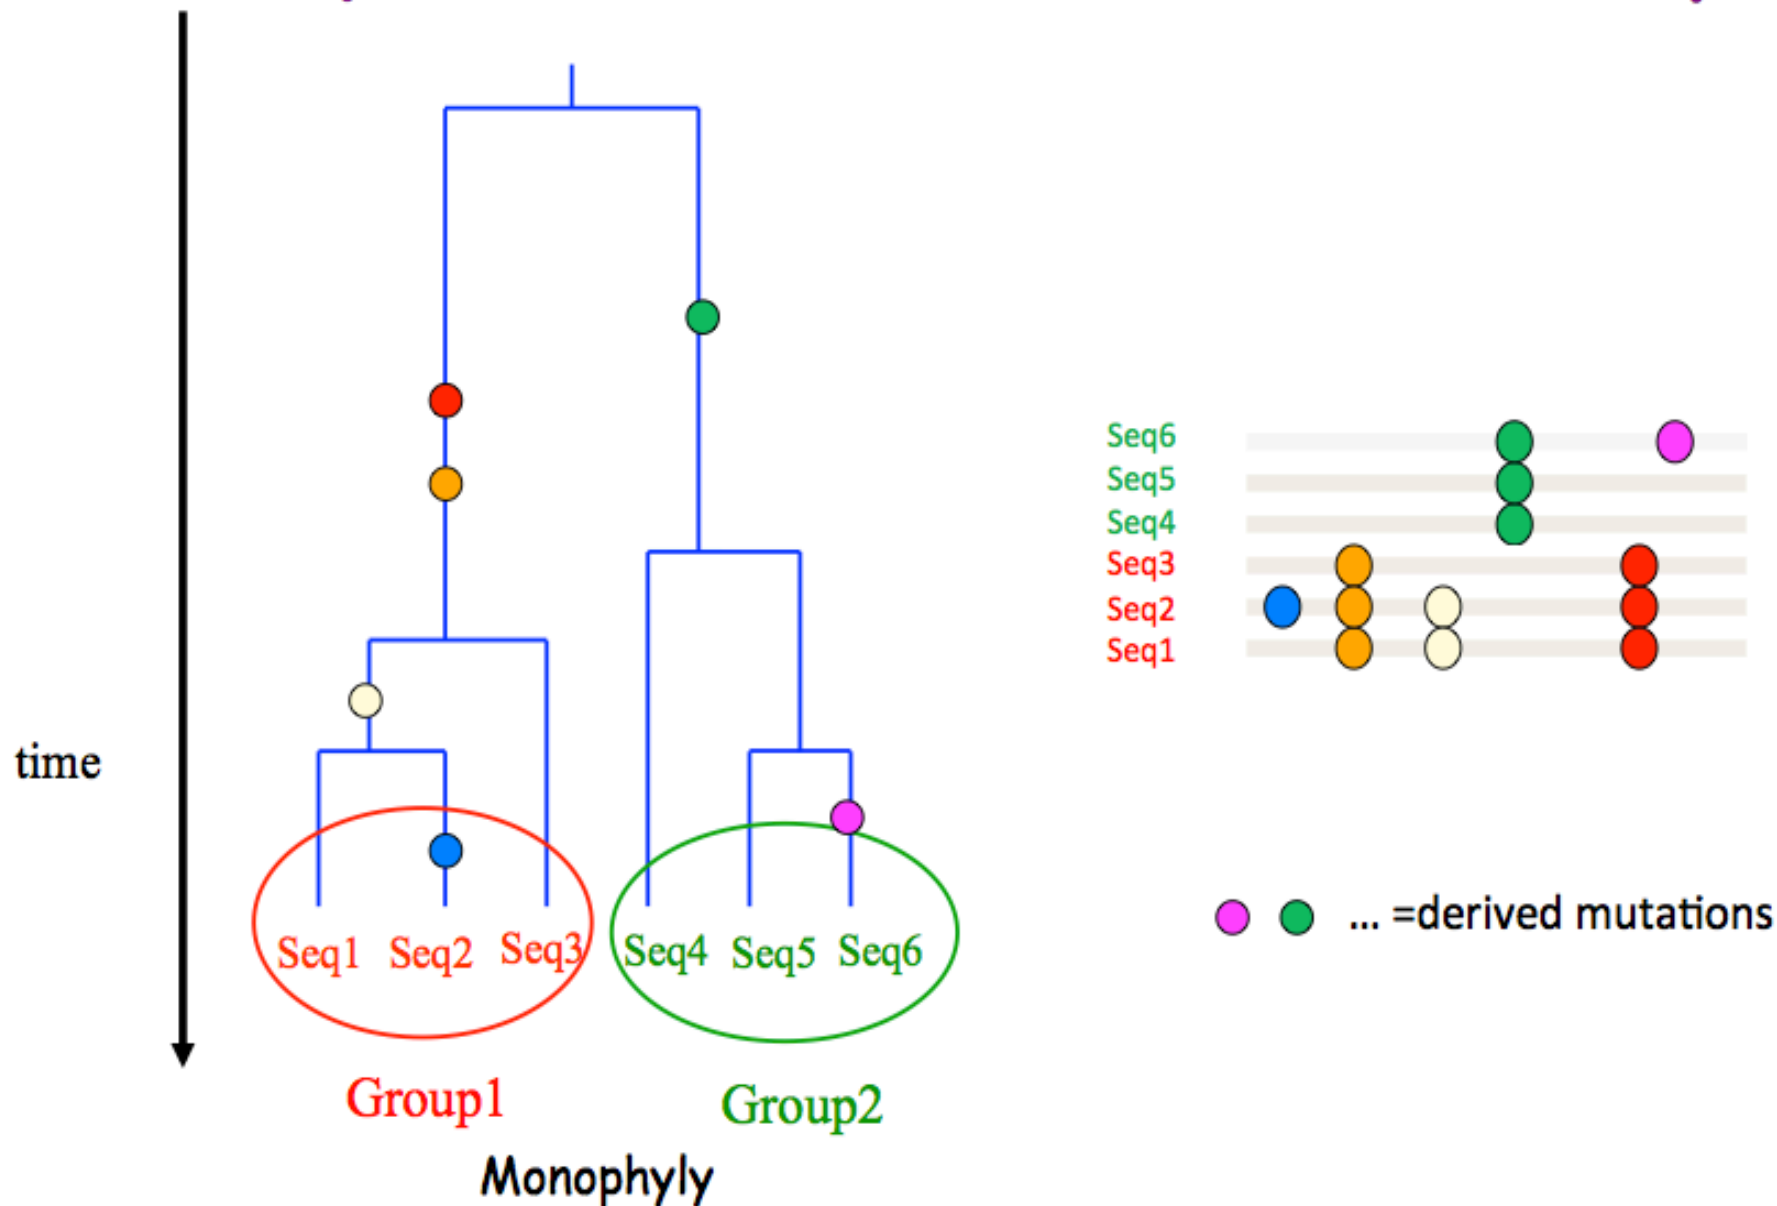 Seq6
Seq5
Seq4
Seq3
Seq2
Seq1
time
... =derived mutations
Seq1 Seq2 Seq3 Seq4 Seq5 Seq6
Group1 Group2
Monophyly